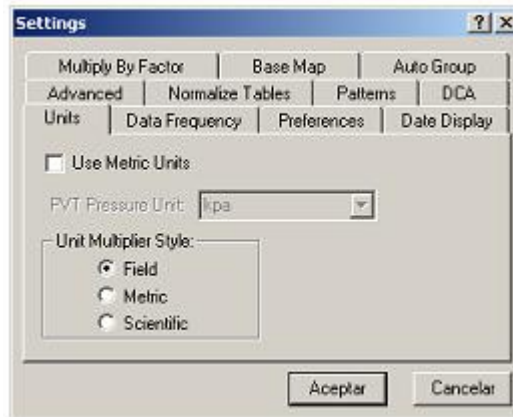 Settings
Multiply By Factor Base Map Auto Group
Advanced Normalize Tables Patterns DCA
Units Data Frequency Preferences Date Display
Use Metric Units
PVT Pressure Unit: kpa
Unit Multiplier Style:
Field
Metric
Scientific
Aceptar Cancelar